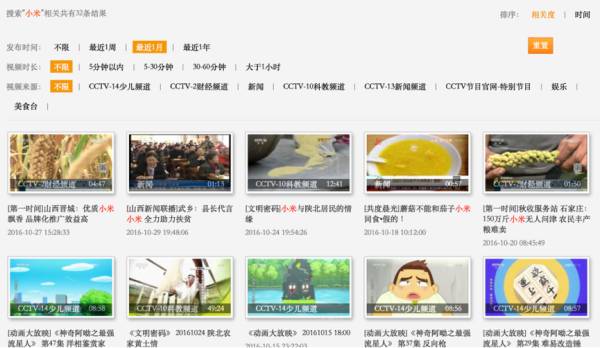 搜索"小米"相关共有32条结果
排序： 相关度 | 时间
发布时间： 不限 | 最近1周 | 最近1月 | 最近1年
重置
视频时长： 不限 | 5分钟以内 | 5-30分钟 | 30-60分钟 | 大于1小时
视频来源： 不限 | CCTV-14少儿频道 | CCTV-2财经频道 | 新闻 | CCTV-10科教频道 | CCTV-13新闻频道 | CCTV节目官网-特别节目 | 娱乐 |
美食台 |
CCTV-2财经频道 04:47
新闻 01:13
CCTV-10科教频道 12:41
新闻 00:57
CCTV-2财经频道 01:50
[第一时间]山西晋城：优质小米
飘香 品牌化推广效益高
2016-10-27 15:28:33
[山西新闻联播]武乡：县长代言
小米 全力助力扶贫
2016-10-29 19:48:06
[文明密码]小米与陕北居民的情
缘
2016-10-24 19:54:26
[共度晨光]蘑菇不能和茄子小米
同食•假的！
2016-10-18 10:12:00
[第一时间]秋收服务站 石家庄：
150万斤小米无人问津 农民丰产
粮难卖
2016-10-20 08:45:49
CCTV-14少儿频道 08:58
CCTV-10科教频道 49:24
CCTV-14少儿频道
CCTV-14少儿频道 08:56
CCTV-14少儿频道 08:57
[动画大放映]《神奇阿呦之最强
流星人》 第47集 洋相鉴赏家
《文明密码》 20161024 陕北农
家黄土情
《动画大放映》 20161015 18:00
2016-10-15 23:22:03
[动画大放映]《神奇阿呦之最强
流星人》 第37集 反向枪
[动画大放映]《神奇阿呦之最强
流星人》 第29集 难易改造锤